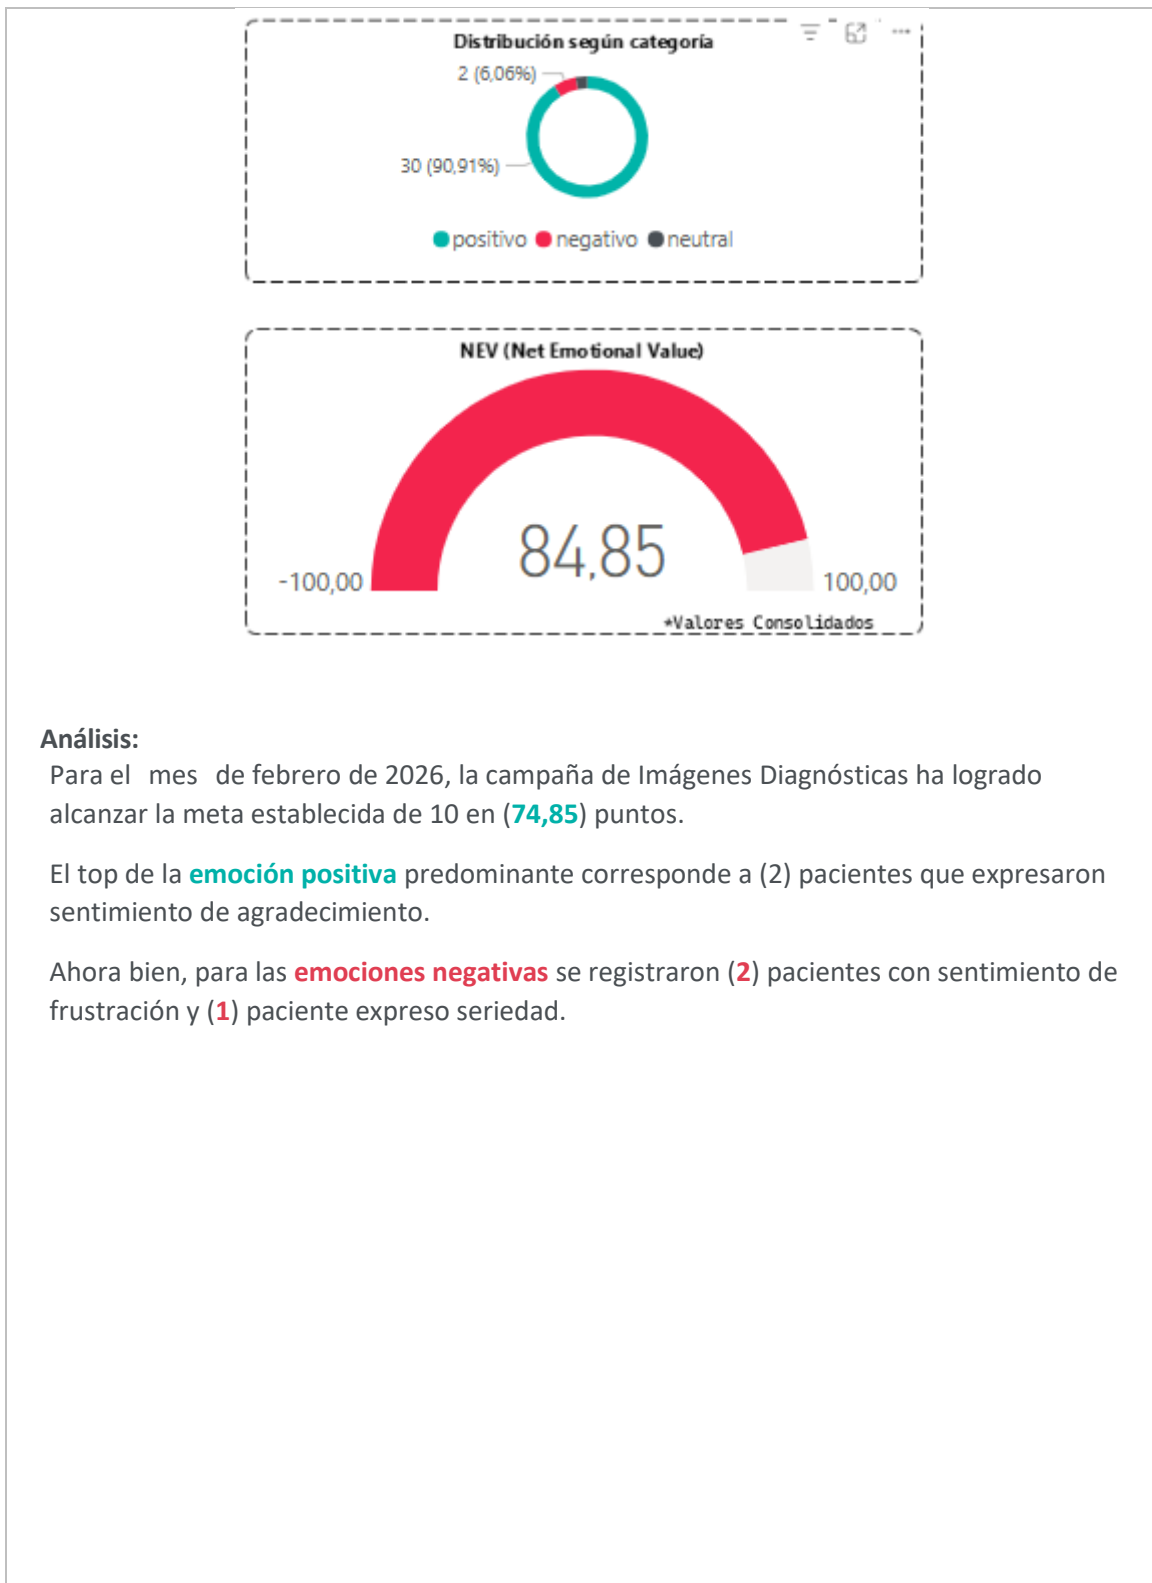 Distribución según categoría
2 (6,06%)
30 (90,91%)
positivo negativo neutral
NEV (Net Emotional Value)
84,85
-100,00
100,00
*Valores Consolidados
Análisis:
Para el mes de febrero de 2026, la campaña de Imágenes Diagnósticas ha logrado
alcanzar la meta establecida de 10 en (74,85) puntos.
El top de la emoción positiva predominante corresponde a (2) pacientes que expresaron
sentimiento de agradecimiento.
Ahora bien, para las emociones negativas se registraron (2) pacientes con sentimiento de
frustración y (1) paciente expreso seriedad.